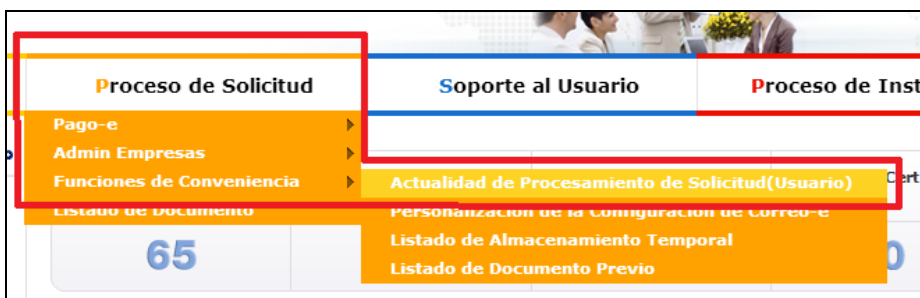 Proceso de Solicitud
Soporte al Usuario
Proceso de Inst
Pago-e
Admin Empresas
Funciones de Conveniencia
Actualidad de Procesamiento de Solicitud(Usuario)
Cert
Listado de Documento
Personalización de la Configuración de Correo-e
Listado de Almacenamiento Temporal
Listado de Documento Previo
65
0